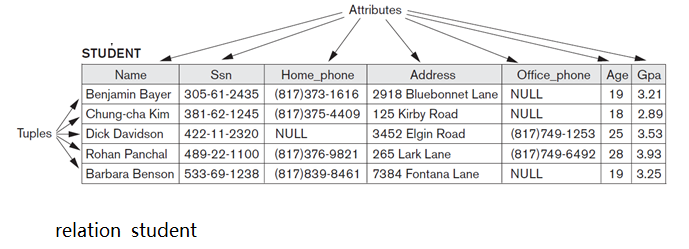 Attributes
STUDENT
Name Ssn Home_phone Address Office_phone Age Gpa
Benjamin Bayer 305-61-2435 (817)373-1616 2918 Bluebonnet Lane NULL 19 3.21
Chung-cha Kim 381-62-1245 (817)375-4409 125 Kirby Road NULL 18 2.89
Tuples Dick Davidson 422-11-2320 NULL 3452 Elgin Road (817)749-1253 25 3.53
Rohan Panchal 489-22-1100 (817)376-9821 265 Lark Lane (817)749-6492 28 3.93
Barbara Benson 533-69-1238 (817)839-8461 7384 Fontana Lane NULL 19 3.25
relation student